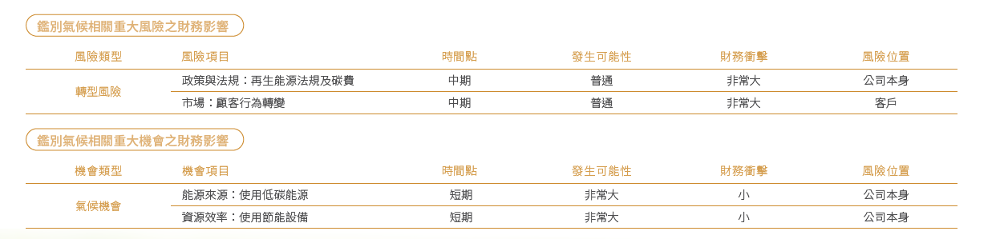 鑑別氣候相關重大風險之財務影響
風險類型 風險項目 時間點 發生可能性 財務衝擊 風險位置
轉型風險
政策與法規：再生能源法規及碳費 中期 普通 非常大 公司本身
市場：顧客行為轉變 中期 普通 非常大 客戶
鑑別氣候相關重大機會之財務影響
機會類型 機會項目 時間點 發生可能性 財務衝擊 風險位置
氣候機會
能源來源：使用低碳能源 短期 非常大 小 公司本身
資源效率：使用節能設備 短期 非常大 小 公司本身